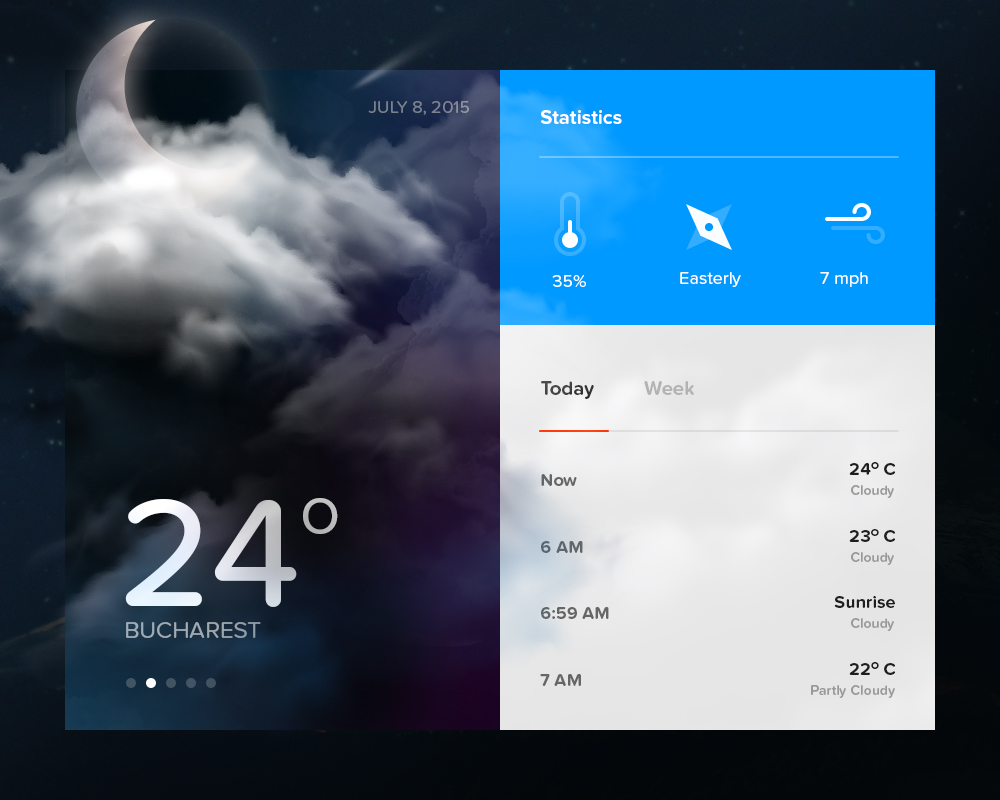 JULY 8, 2015
24°
BUCHAREST
Statistics
35%
Easterly
7 mph
Today
Week
Now
24° C
Cloudy
6 AM
23° C
Cloudy
6:59 AM
Sunrise
Cloudy
7 AM
22° C
Partly Cloudy